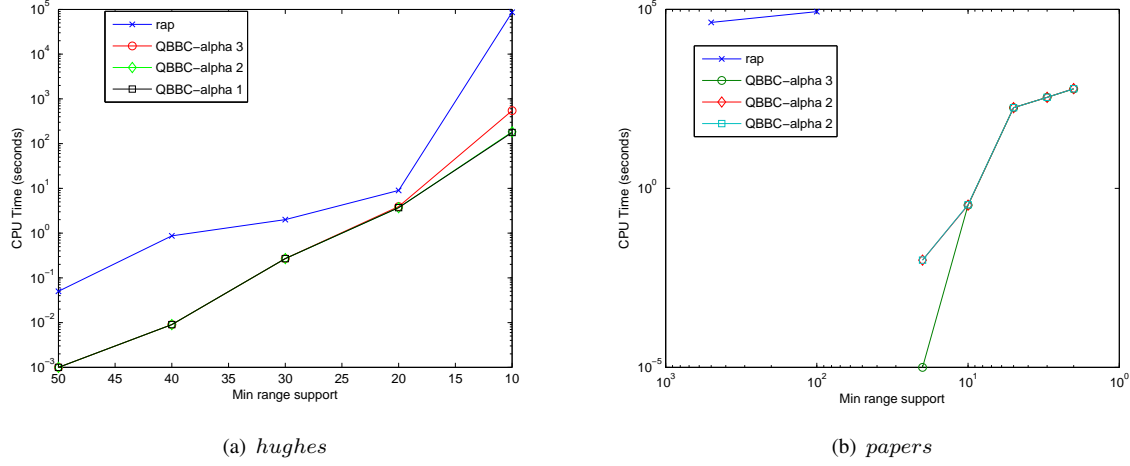 10^5
10^4
10^3
10^2
10^1
10^0
10^-1
10^-2
10^-3
CPU Time (seconds)
rap
QBBC-alpha 3
QBBC-alpha 2
QBBC-alpha 1
50 45 40 35 30 25 20 15 10
Min range support
(a) hughes
10^5
10^0
10^-5
CPU Time (seconds)
rap
QBBC-alpha 3
QBBC-alpha 2
QBBC-alpha 2
10^3 10^2 10^1 10^0
Min range support
(b) papers